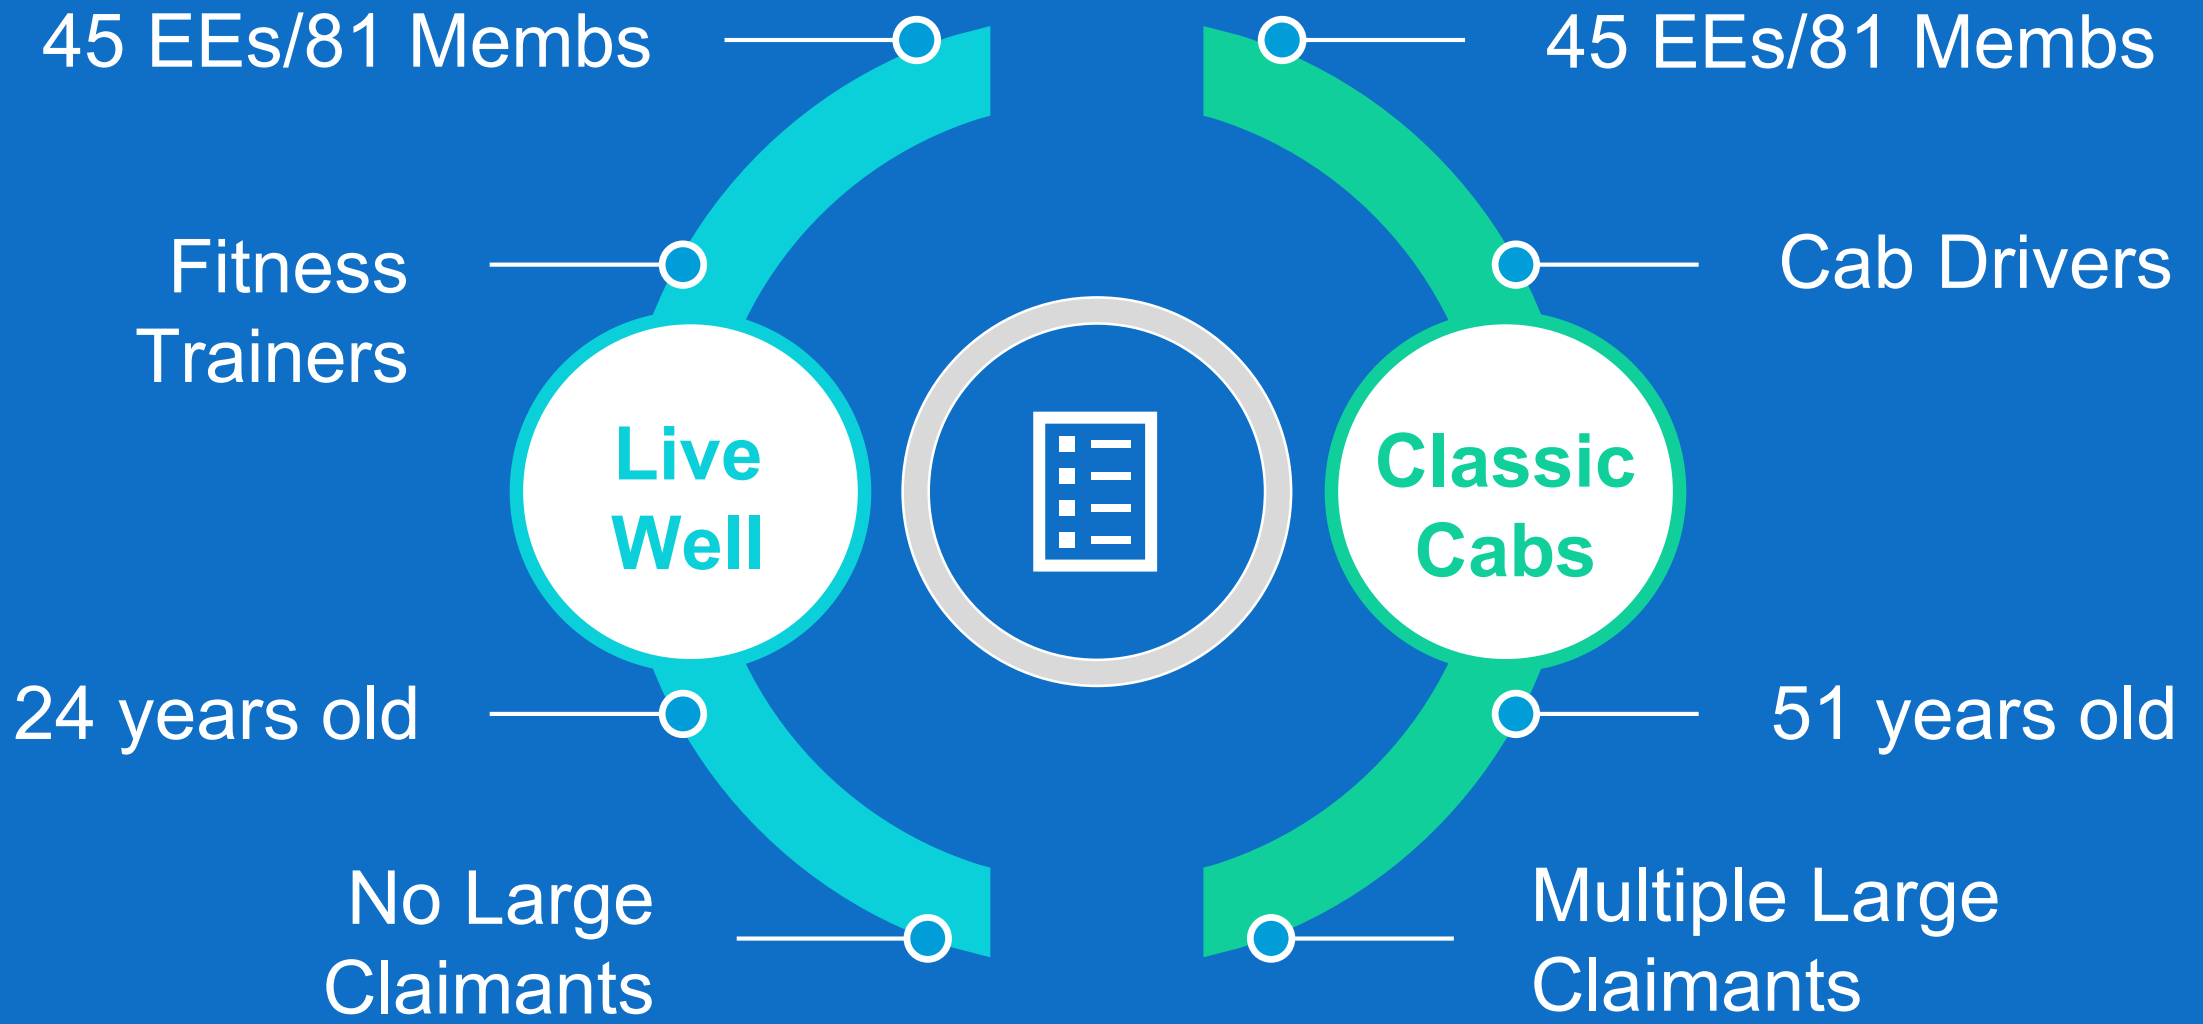 45 EEs/81 Membs
Fitness
Trainers
Live
Well
24 years old
No Large
Claimants
45 EEs/81 Membs
Cab Drivers
Classic
Cabs
51 years old
Multiple Large
Claimants